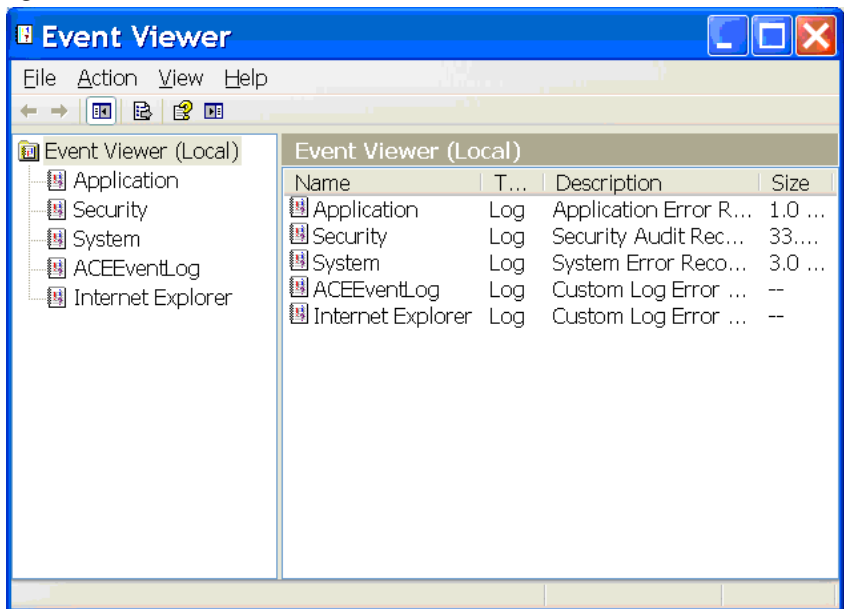 Event Viewer
File Action View Help
Event Viewer (Local)
Application
Security
System
ACEEventLog
Internet Explorer
Event Viewer (Local)
Name T... Description Size
Application Log Application Error R... 1.0 ...
Security Log Security Audit Rec... 33....
System Log System Error Reco... 3.0 ...
ACEEventLog Log Custom Log Error ... --
Internet Explorer Log Custom Log Error ... --